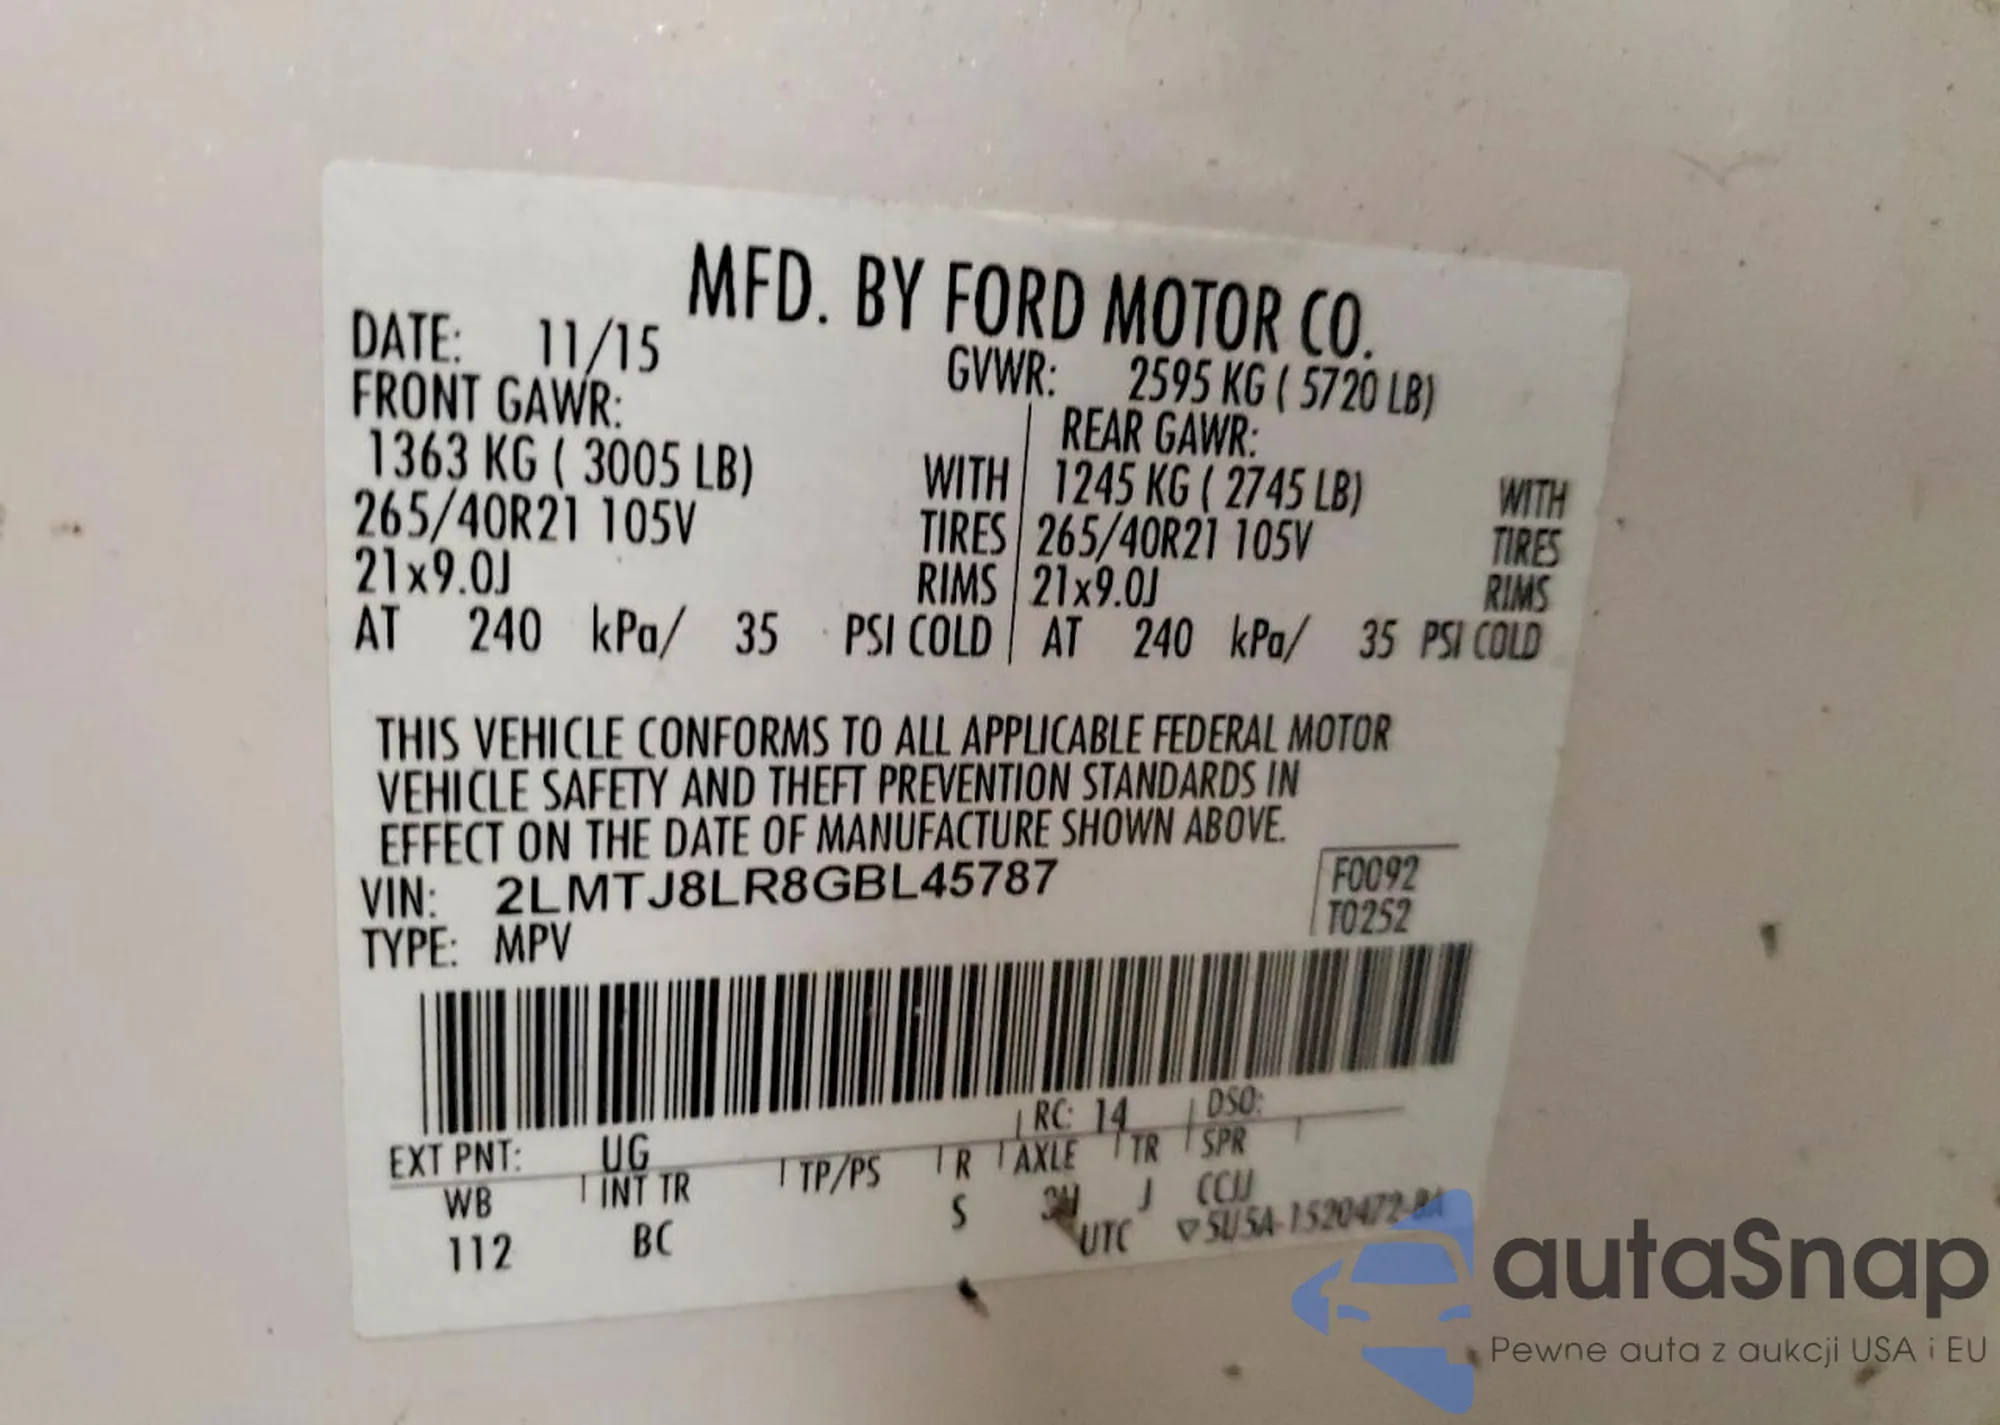 MFD. BY FORD MOTOR CO.
DATE: 11/15 GVWR: 2595 KG ( 5720 LB)
FRONT GAWR: REAR GAWR:
1363 KG ( 3005 LB) WITH 1245 KG ( 2745 LB) WITH
265/40R21 105V TIRES 265/40R21 105V TIRES
21x9.0J RIMS 21x9.0J RIMS
AT 240 kPa/ 35 PSI COLD AT 240 kPa/ 35 PSI COLD
THIS VEHICLE CONFORMS TO ALL APPLICABLE FEDERAL MOTOR
VEHICLE SAFETY AND THEFT PREVENTION STANDARDS IN
EFFECT ON THE DATE OF MANUFACTURE SHOWN ABOVE.
VIN: 2LMTJ8LR8GBL45787 F0092
TYPE: MPV T0252
EXT PNT: UG RC: 14 DSO:
WB INT TR TP/PS R AXLE TR SPR
112 BC S J CCJJ
UTC ▽5U5A-1520472-BA
autaSnap
Pewne auta z aukcji USA i EU